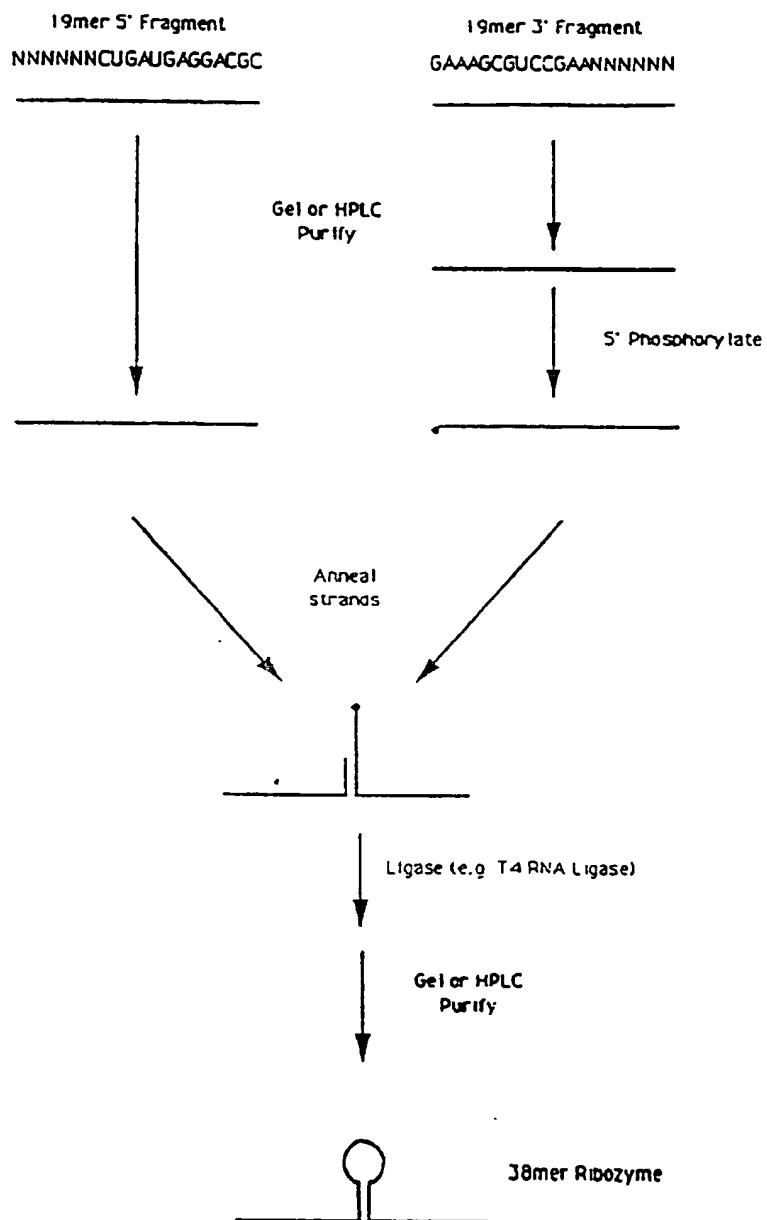 19mer 5' Fragment
NNNNNNCUGAUGAGGACGC
19mer 3' Fragment
GAAAGCGUCCGAANNNNNN
Gel or HPLC
Purify
5' Phosphorylate
Anneal
strands
Ligase (e.g T4 RNA Ligase)
Gel or HPLC
Purify
38mer Ribozyme